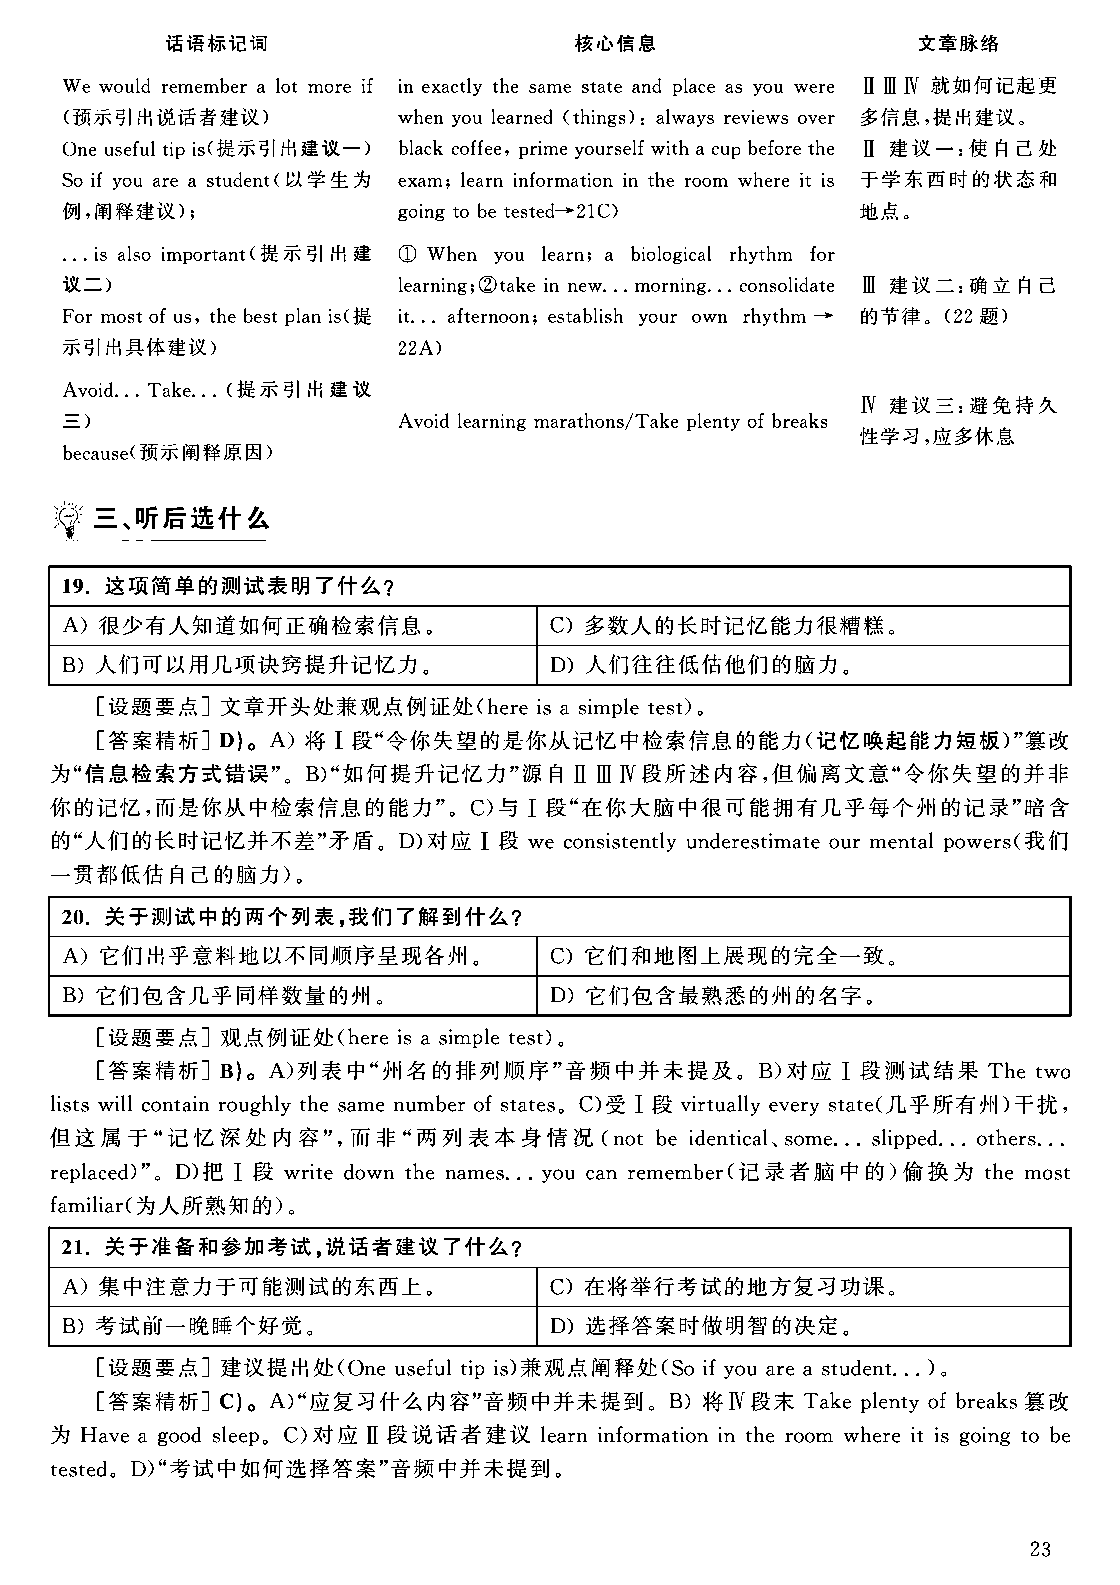 话语标记词 核心信息 文章脉络
We would remember a lot more if
(预示引出说话者建议)
One useful tip is(提示引出建议一)
So if you are a student(以学生为
例,阐释建议);
in exactly the same state and place as you were
when you learned (things); always reviews over
black coffee, prime yourself with a cup before the
exam; learn information in the room where it is
going to be tested→21C)
Ⅱ Ⅲ Ⅳ 就如何记起更
多信息,提出建议。
Ⅱ 建议一:使自己处
于学东西时的状态和
地点。
...is also important(提示引出建
议二)
For most of us, the best plan is(提
示引出具体建议)
① When you learn; a biological rhythm for
learning;②take in new... morning... consolidate
it... afternoon; establish your own rhythm →
22A)
Ⅲ 建议二:确立自己
的节律。(22 题)
Avoid... Take... (提示引出建议
三)
because(预示阐释原因)
Avoid learning marathons/Take plenty of breaks
Ⅳ 建议三:避免持久
性学习,应多休息
三、听后选什么
19. 这项简单的测试表明了什么?
A) 很少有人知道如何正确检索信息。 C) 多数人的长时记忆能力很糟糕。
B) 人们可以用几项诀窍提升记忆力。 D) 人们往往低估他们的脑力。
[设题要点] 文章开头处兼观点例证处(here is a simple test)。
[答案精析] D)。A) 将Ⅰ段“令你失望的是你从记忆中检索信息的能力(记忆唤起能力短板)”篡改
为“信息检索方式错误”。B)“如何提升记忆力”源自ⅡⅢⅣ段所述内容,但偏离文意“令你失望的并非
你的记忆,而是你从中检索信息的能力”。C)与Ⅰ段“在你大脑中很可能拥有几乎每个州的记录”暗含
的“人们的长时记忆并不差”矛盾。D)对应Ⅰ段 we consistently underestimate our mental powers(我们
一贯都低估自己的脑力)。
20. 关于测试中的两个列表,我们了解到什么?
A) 它们出乎意料地以不同顺序呈现各州。 C) 它们和地图上展现的完全一致。
B) 它们包含几乎同样数量的州。 D) 它们包含最熟悉的州的名字。
[设题要点] 观点例证处(here is a simple test)。
[答案精析] B)。A)列表中“州名的排列顺序”音频中并未提及。B)对应Ⅰ段测试结果 The two
lists will contain roughly the same number of states。C)受Ⅰ段 virtually every state(几乎所有州)干扰,
但这属于“记忆深处内容”,而非“两列表本身情况(not be identical、some... slipped... others...
replaced)”。D)把Ⅰ段 write down the names... you can remember(记录者脑中的)偷换为 the most
familiar(为人所熟知的)。
21. 关于准备和参加考试,说话者建议了什么?
A) 集中注意力于可能测试的东西上。 C) 在将举行考试的地方复习功课。
B) 考试前一晚睡个好觉。 D) 选择答案时做明智的决定。
[设题要点] 建议提出处(One useful tip is)兼观点阐释处(So if you are a student...)。
[答案精析] C)。A)“应复习什么内容”音频中并未提到。B) 将Ⅳ段末 Take plenty of breaks 篡改
为 Have a good sleep。C)对应Ⅱ段说话者建议 learn information in the room where it is going to be
tested。D)“考试中如何选择答案”音频中并未提到。
23